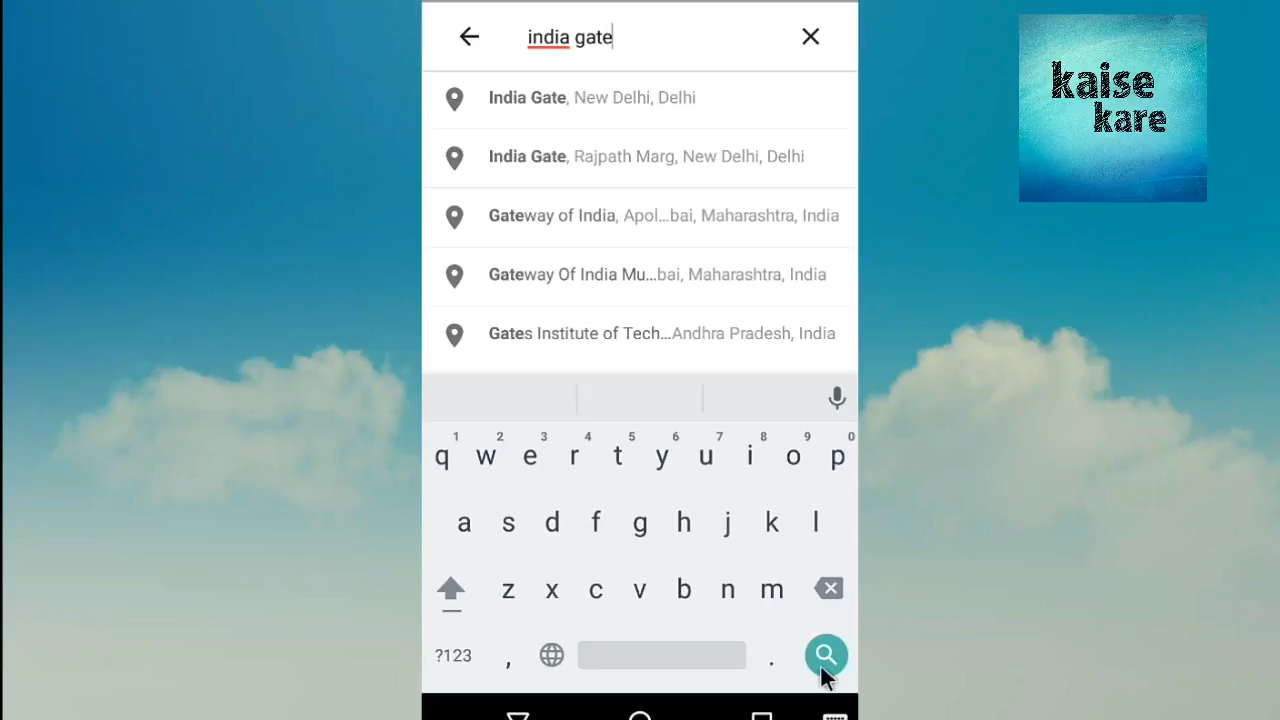 india gate
kaise
kare
India Gate, New Delhi, Delhi
India Gate, Rajpath Marg, New Delhi, Delhi
Gateway of India, Apol...bai, Maharashtra, India
Gateway Of India Mu...bai, Maharashtra, India
Gates Institute of Tech...Andhra Pradesh, India
1 2 3 4 5 6 7 8 9 0
q w e r t y u i o p
a s d f g h j k l
z x c v b n m
?123 , .